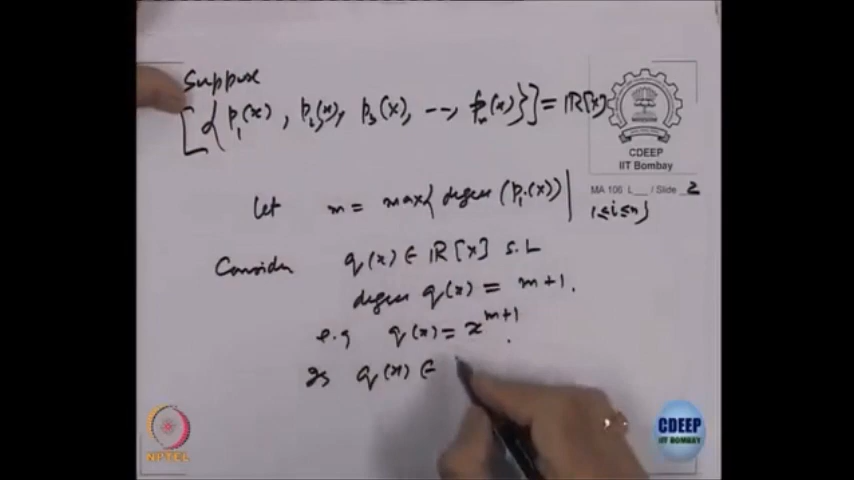 Suppose
[{p₁(x), p₂(x), p₃(x), --, pₙ(x)}] = ℝ[x]
CDEEP
IIT Bombay
MA 106 L___ / Slide 2
Let m = max{ degree (pᵢ(x)) | 1≤i≤n}
Consider q(x) ∈ ℝ[x] s.t
degree q(x) = m+1.
e.g q(x) = x^{m+1}.
Is q(x) ∈
NPTEL
CDEEP
IIT BOMBAY